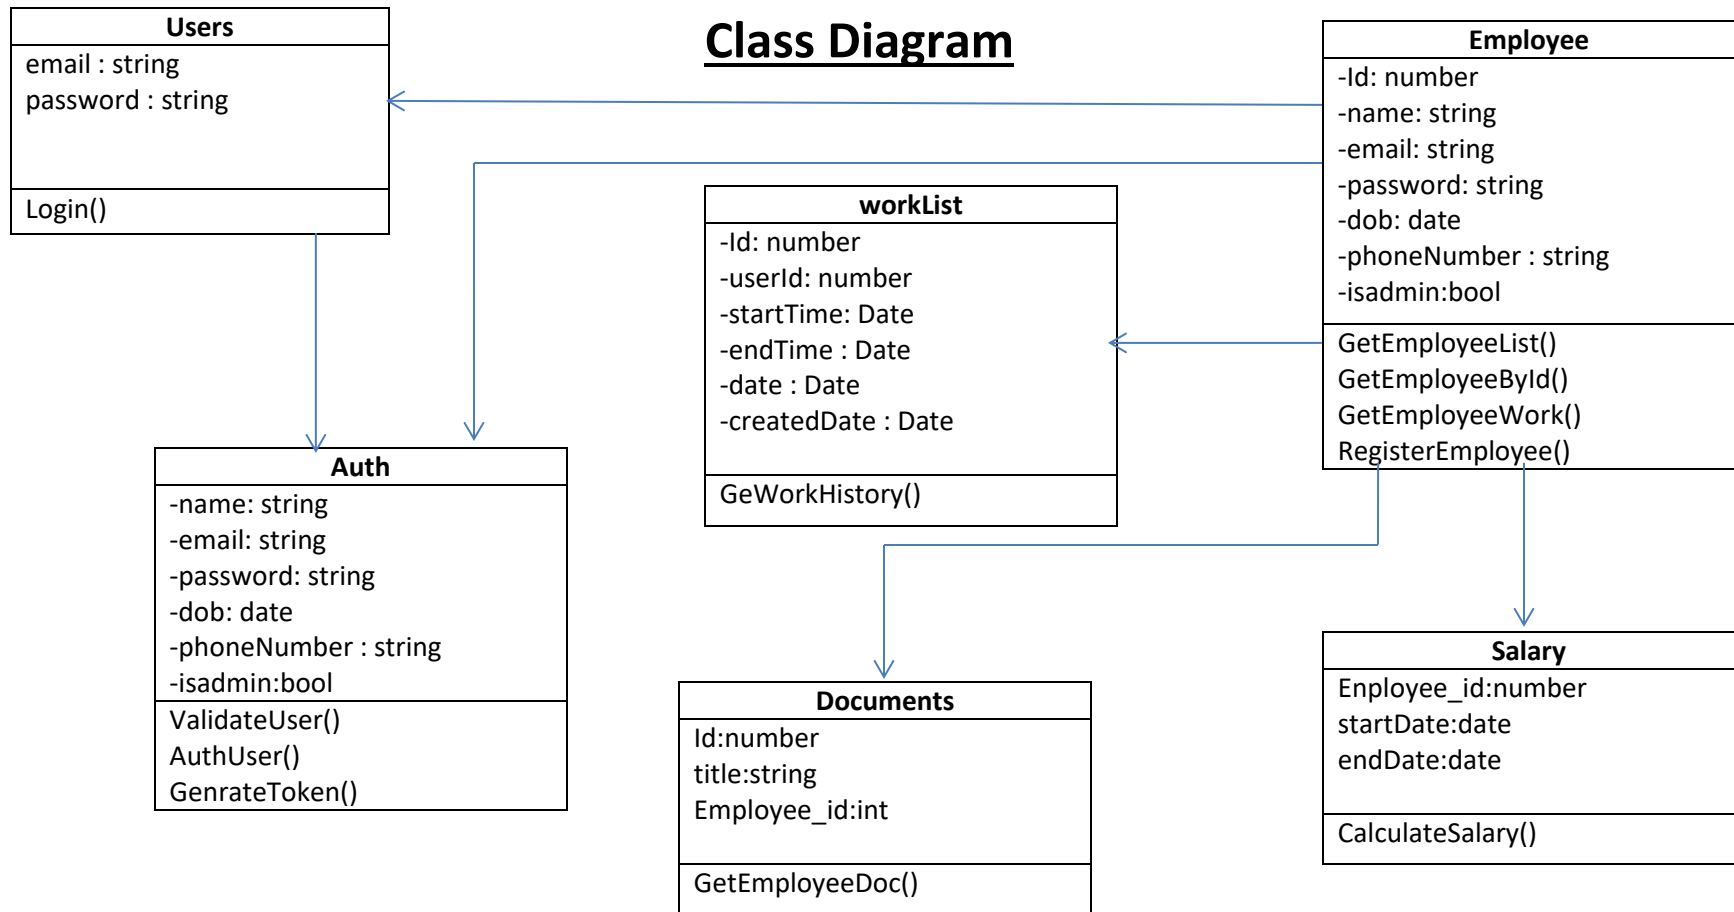 Class Diagram
Users
email : string
password : string
Login()
Employee
-Id: number
-name: string
-email: string
-password: string
-dob: date
-phoneNumber : string
-isadmin:bool
GetEmployeeList()
GetEmployeeById()
GetEmployeeWork()
RegisterEmployee()
workList
-Id: number
-userId: number
-startTime: Date
-endTime : Date
-date : Date
-createdDate : Date
GeWorkHistory()
Auth
-name: string
-email: string
-password: string
-dob: date
-phoneNumber : string
-isadmin:bool
ValidateUser()
AuthUser()
GenrateToken()
Documents
Id:number
title:string
Employee_id:int
GetEmployeeDoc()
Salary
Enployee_id:number
startDate:date
endDate:date
CalculateSalary()